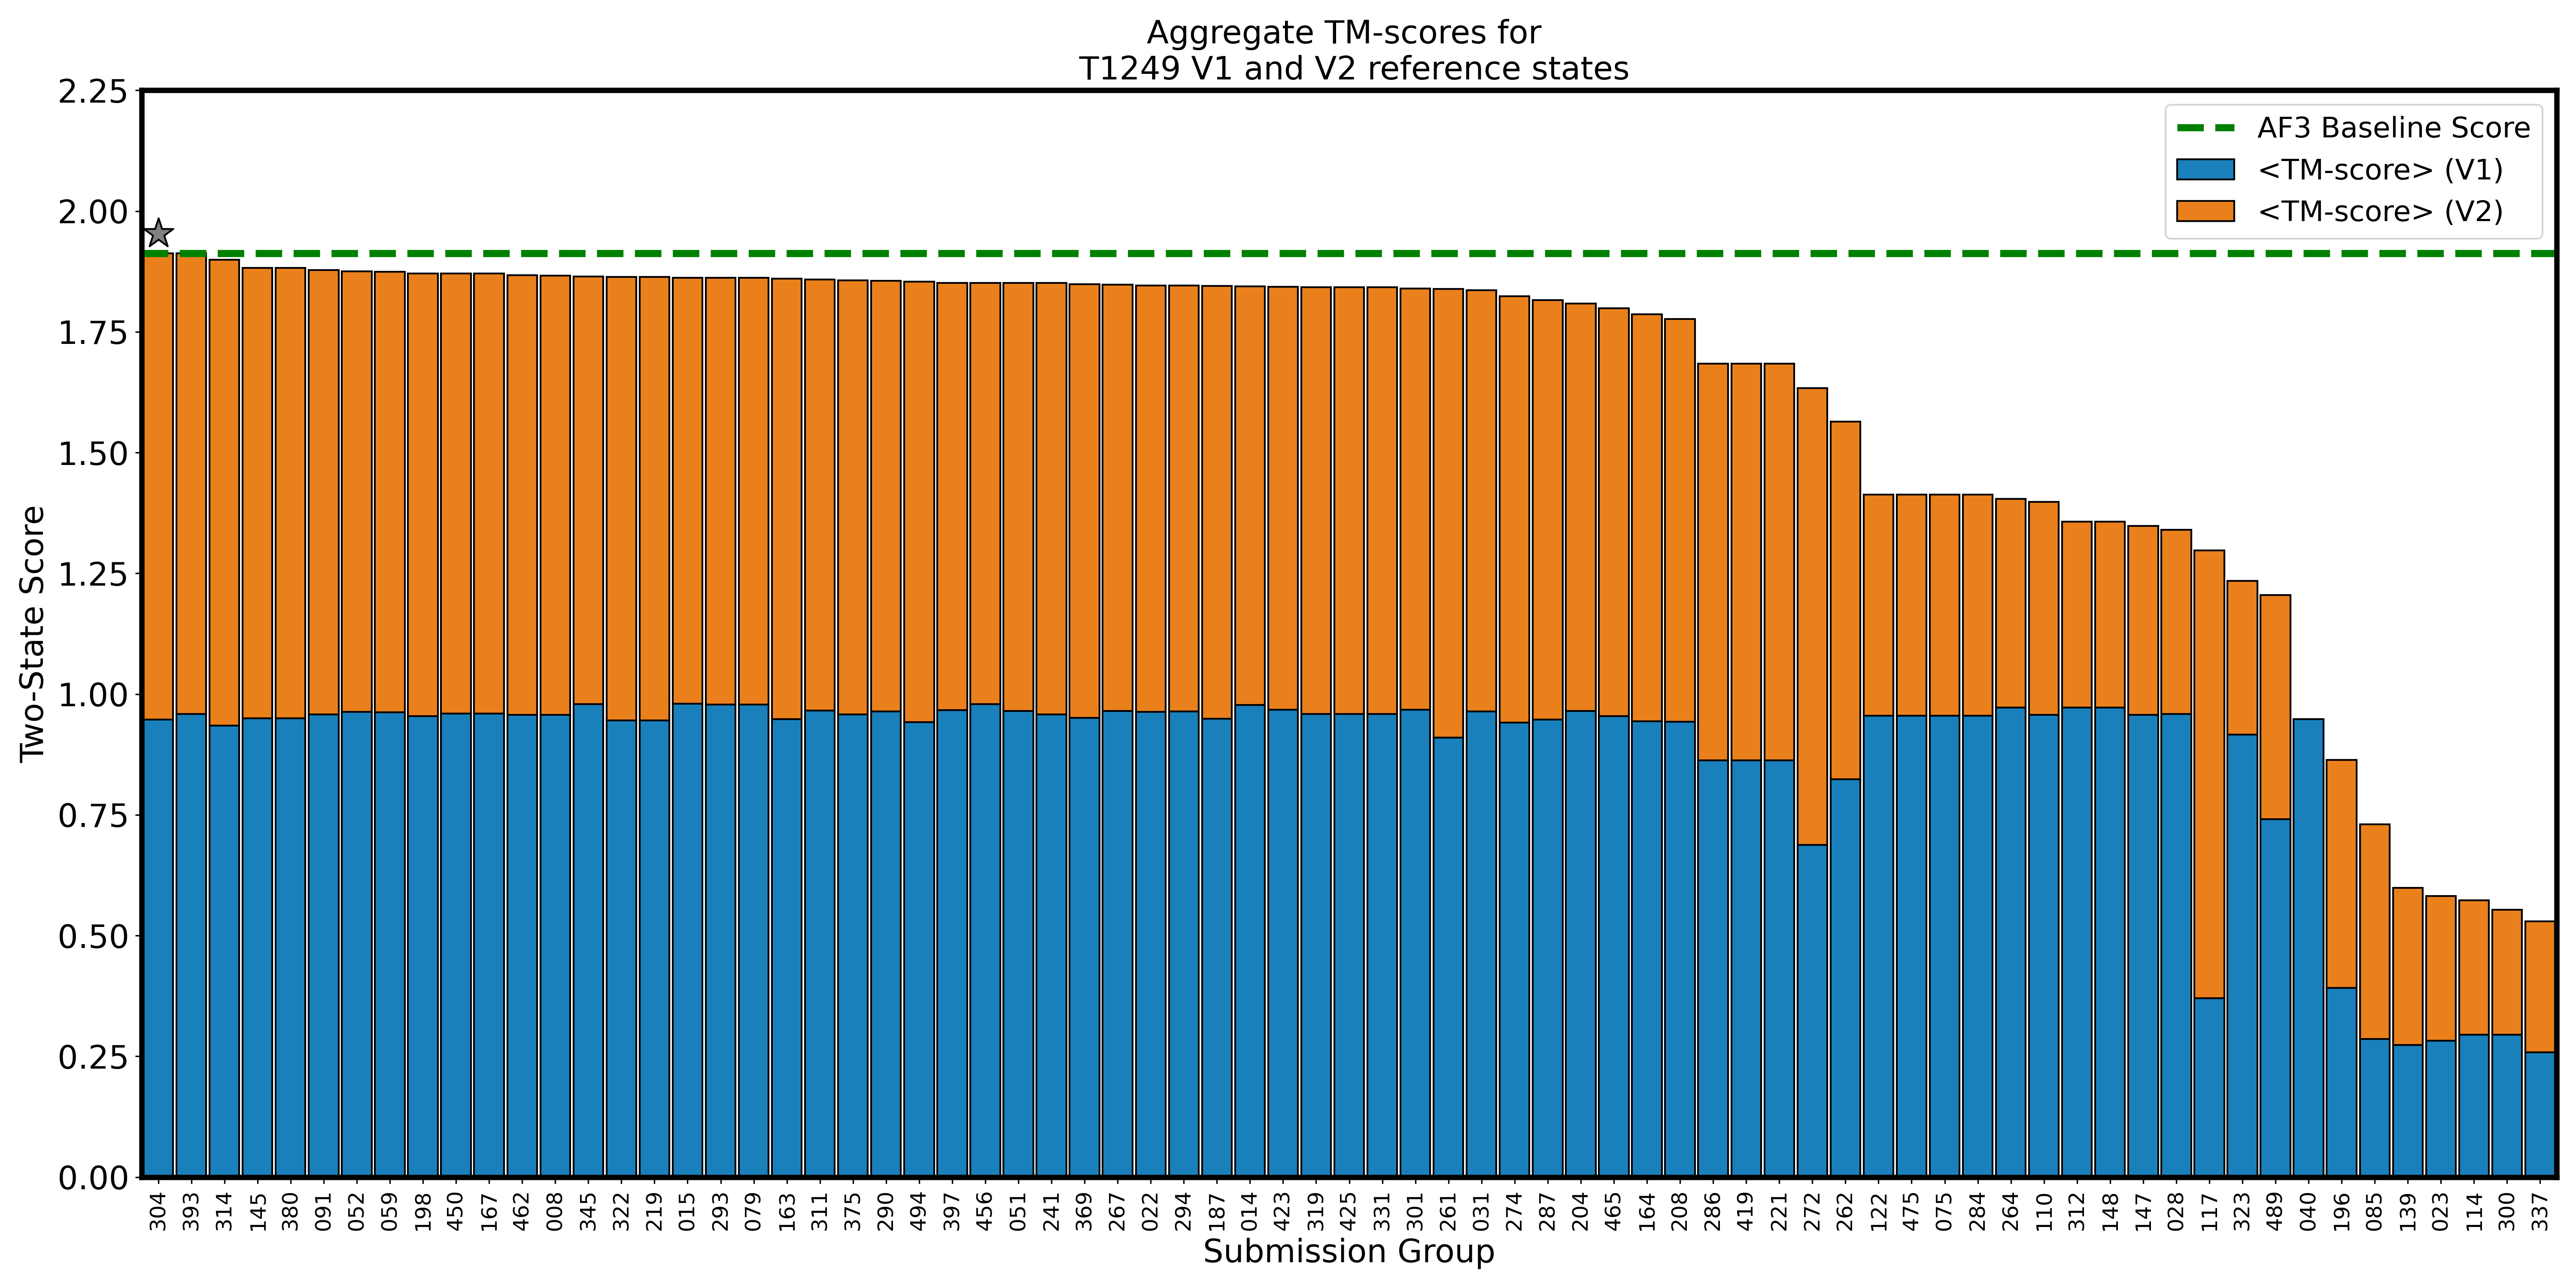 Aggregate TM-scores for
T1249 V1 and V2 reference states
2.25
2.00
1.75
1.50
1.25
1.00
0.75
0.50
0.25
0.00
Two-State Score
AF3 Baseline Score
<TM-score> (V1)
<TM-score> (V2)
304 393 314 145 380 091 052 059 198 450 167 462 008 345 322 219 015 293 079 163 311 375 290 494 397 456 051 241 369 267 022 294 187 014 423 319 425 331 301 261 031 274 287 204 465 164 208 286 419 221 272 262 122 475 075 284 264 110 312 148 147 028 117 323 489 040 196 085 139 023 114 300 337
Submission Group